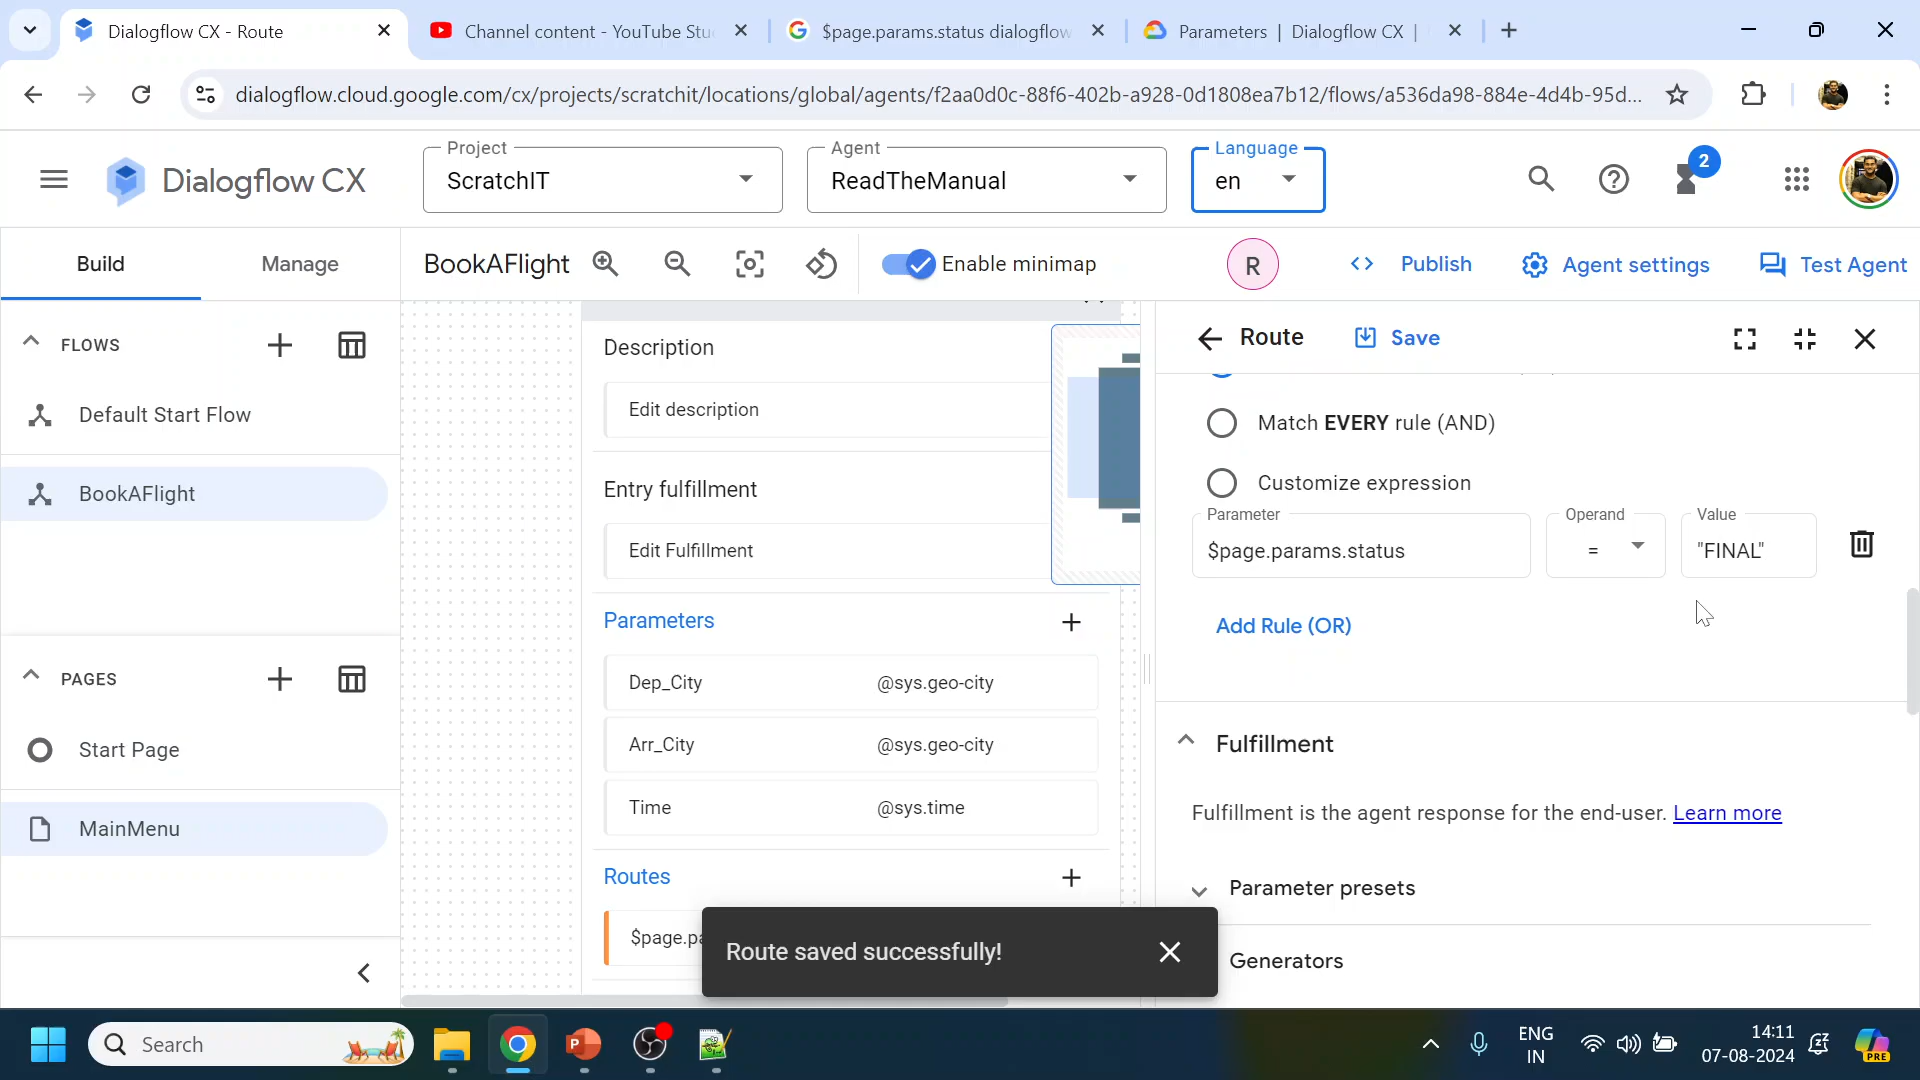 Dialogflow CX - Route
Channel content - YouTube Stu
$page.params.status dialogflow
Parameters | Dialogflow CX |
dialogflow.cloud.google.com/cx/projects/scratchit/locations/global/agents/f2aa0d0c-88f6-402b-a928-0d1808ea7b12/flows/a536da98-884e-4d4b-95d...
Dialogflow CX
Project
ScratchIT
Agent
ReadTheManual
Language
en
2
Build
Manage
BookAFlight
Enable minimap
R
Publish
Agent settings
Test Agent
FLOWS
Default Start Flow
BookAFlight
PAGES
Start Page
MainMenu
Description
Edit description
Entry fulfillment
Edit Fulfillment
Parameters
Dep_City @sys.geo-city
Arr_City @sys.geo-city
Time @sys.time
Routes
$page.pa
Route saved successfully!
Route
Save
Match EVERY rule (AND)
Customize expression
Parameter
$page.params.status
Operand
=
Value
"FINAL"
Add Rule (OR)
Fulfillment
Fulfillment is the agent response for the end-user. Learn more
Parameter presets
Generators
Search
ENG
IN
14:11
07-08-2024
PRE